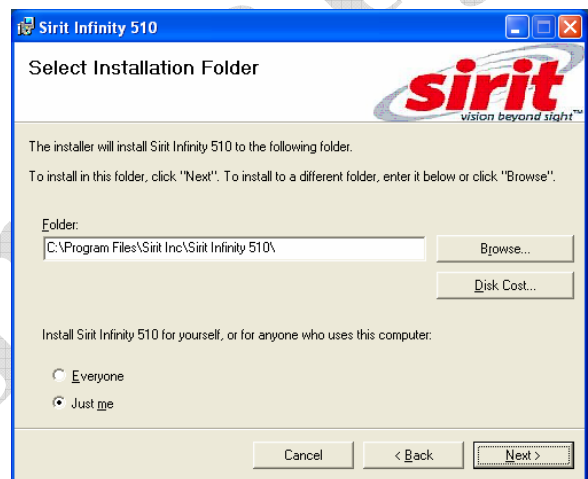 Sirit Infinity 510
Select Installation Folder
sirit
vision beyond sight™
The installer will install Sirit Infinity 510 to the following folder.
To install in this folder, click "Next". To install to a different folder, enter it below or click "Browse".
Folder:
C:\Program Files\Sirit Inc\Sirit Infinity 510\
Browse...
Disk Cost...
Install Sirit Infinity 510 for yourself, or for anyone who uses this computer:
Everyone
Just me
Cancel
< Back
Next >